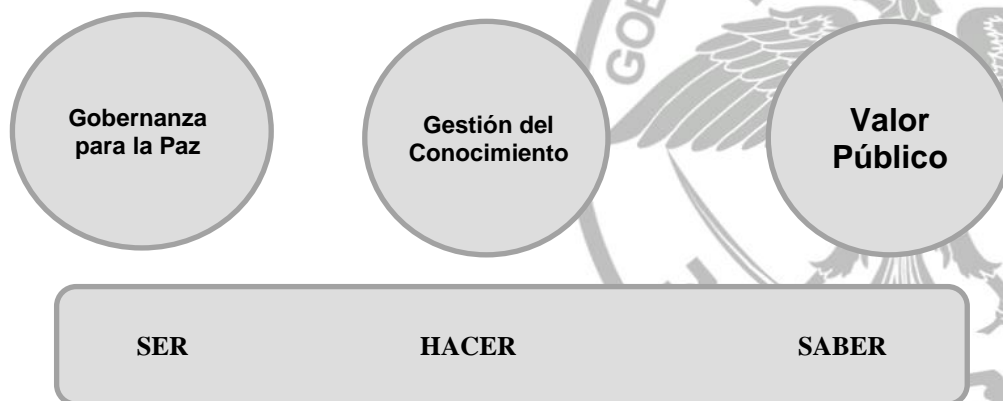 Gobernanza
para la Paz
Gestión del
Conocimiento
Valor
Público
SER HACER SABER